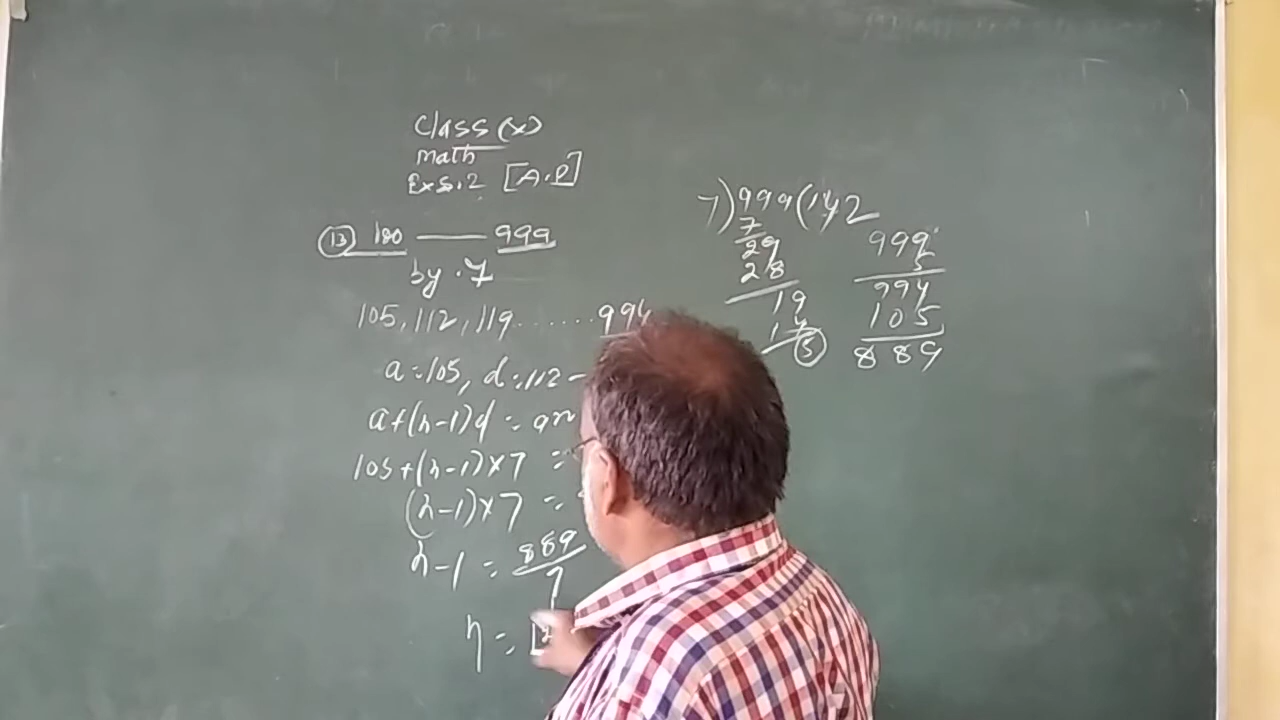 Class (X)
Math
Ex 5.2 [A.P]
(13) 100 —— 999
by 7
105, 112, 119 ...... 994
a = 105, d = 112 -
a + (n-1)d = an
105 + (n-1) × 7 =
(n-1) × 7 =
n - 1 = 889
7
n =
7)999(142
7
29
28
19
14
(5)
999
5
994
105
889